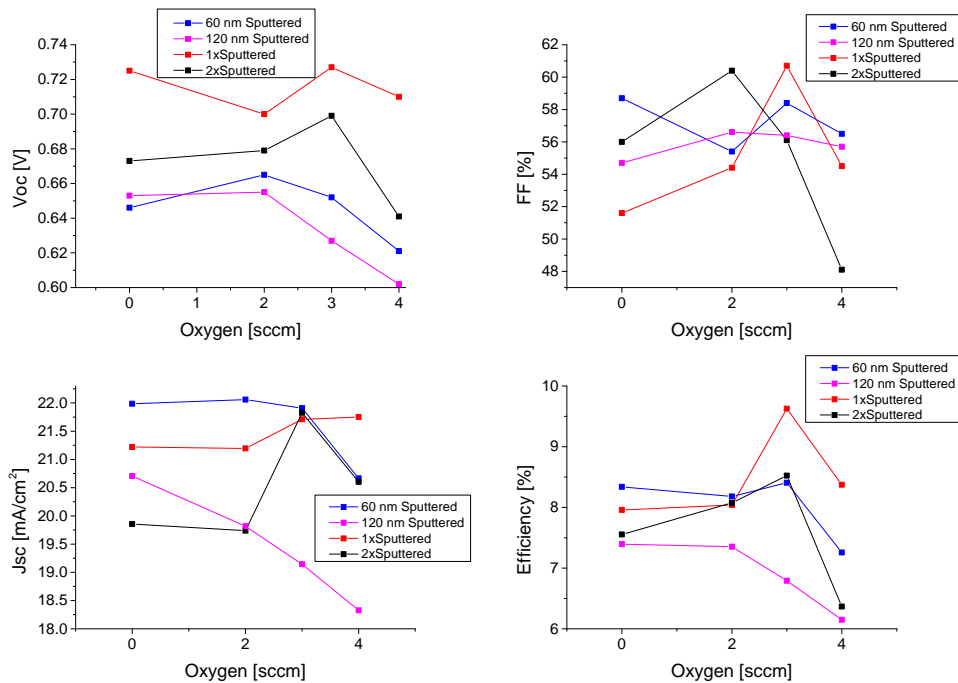 60 nm Sputtered
120 nm Sputtered
1xSputtered
2xSputtered
0.74
0.72
0.70
0.68
0.66
0.64
0.62
0.60
Voc [V]
0 1 2 3 4
Oxygen [sccm]
60 nm Sputtered
120 nm Sputtered
1xSputtered
2xSputtered
62
60
58
56
54
52
50
48
FF [%]
0 2 4
Oxygen [sccm]
22.0
21.5
21.0
20.5
20.0
19.5
19.0
18.5
18.0
Jsc [mA/cm²]
60 nm Sputtered
120 nm Sputtered
1xSputtered
2xSputtered
0 2 4
Oxygen [sccm]
60 nm Sputtered
120 nm Sputtered
1xSputtered
2xSputtered
10
9
8
7
6
Efficiency [%]
0 2 4
Oxygen [sccm]